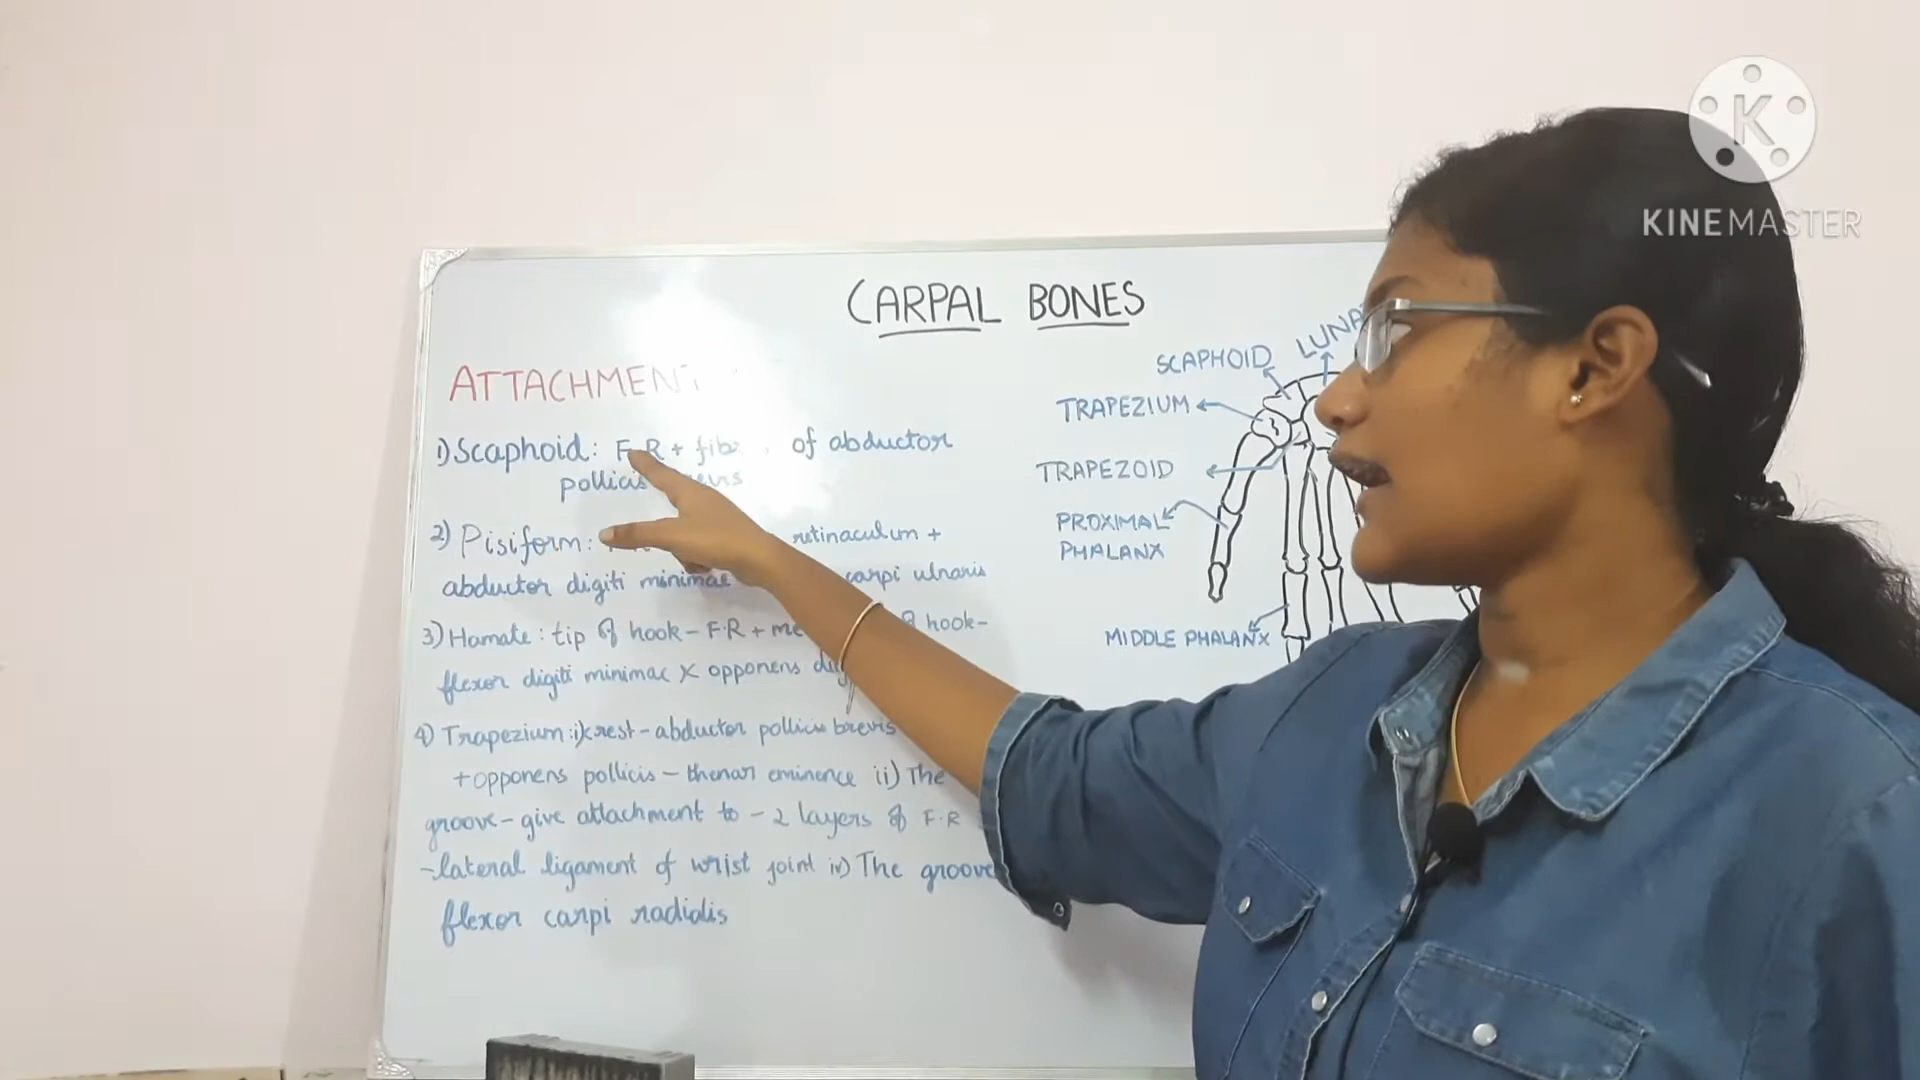 KINEMASTER
CARPAL BONES
ATTACHMENT
1) Scaphoid: F.R + of abductor
pollicis
2) Pisiform: retinaculum +
abductor digiti minimae carpi ulnaris
3) Hamate: tip of hook - F.R + hook-
flexor digiti minimae x opponens
4) Trapezium: i) crest - abductor pollicis brevis
+ opponens pollicis - thenar eminence ii) The
groove - give attachment to - 2 layers of F.R
- lateral ligament of wrist joint iv) The groove
flexor carpi radialis
SCAPHOID
TRAPEZIUM
TRAPEZOID
PROXIMAL
PHALANX
MIDDLE PHALANX